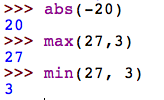 >>> abs(-20)
20
>>> max(27,3)
27
>>> min(27, 3)
3